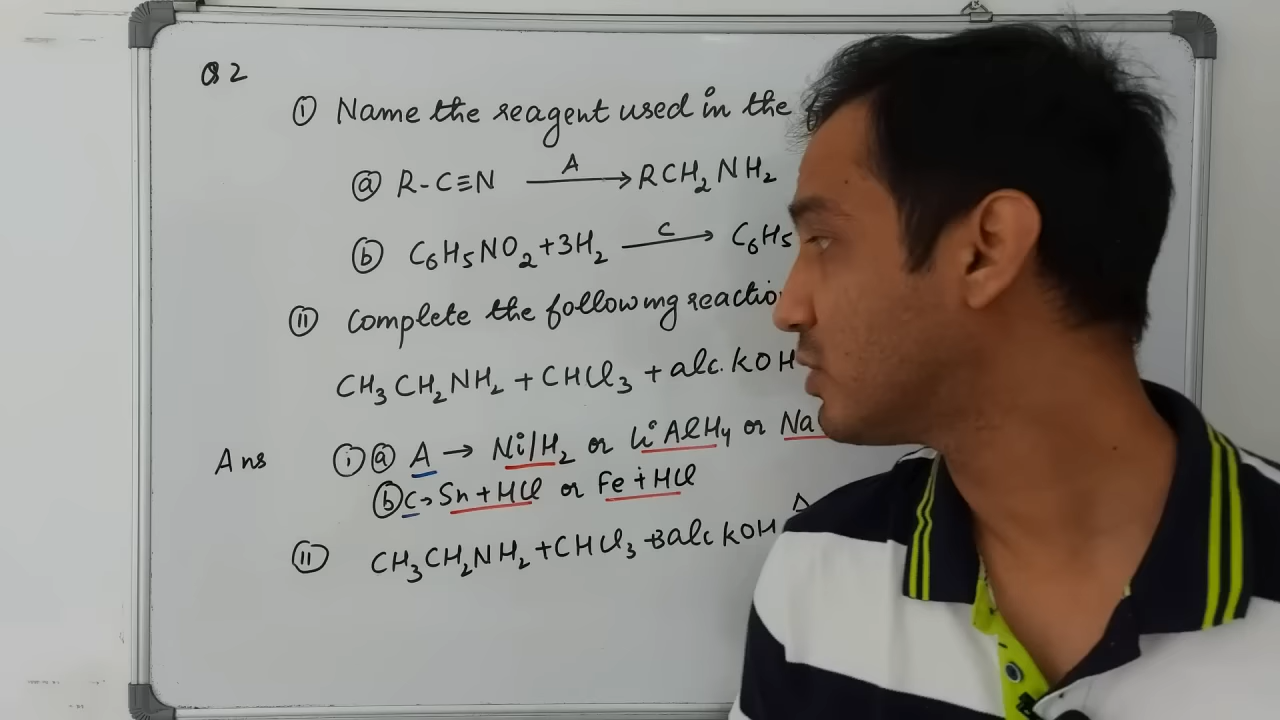 Q2
(i) Name the reagent used in the
(a) R-C≡N —A→ RCH₂NH₂
(b) C₆H₅NO₂+3H₂ —C→ C₆H₅
(ii) Complete the following reactio
CH₃CH₂NH₂ + CHCl₃ + alc. KOH
Ans (i) (a) A → Ni/H₂ or LiAlH₄ or Na
(b) C→ Sn+HCl or Fe+HCl
(ii) CH₃CH₂NH₂ + CHCl₃ + 3alc KOH Δ